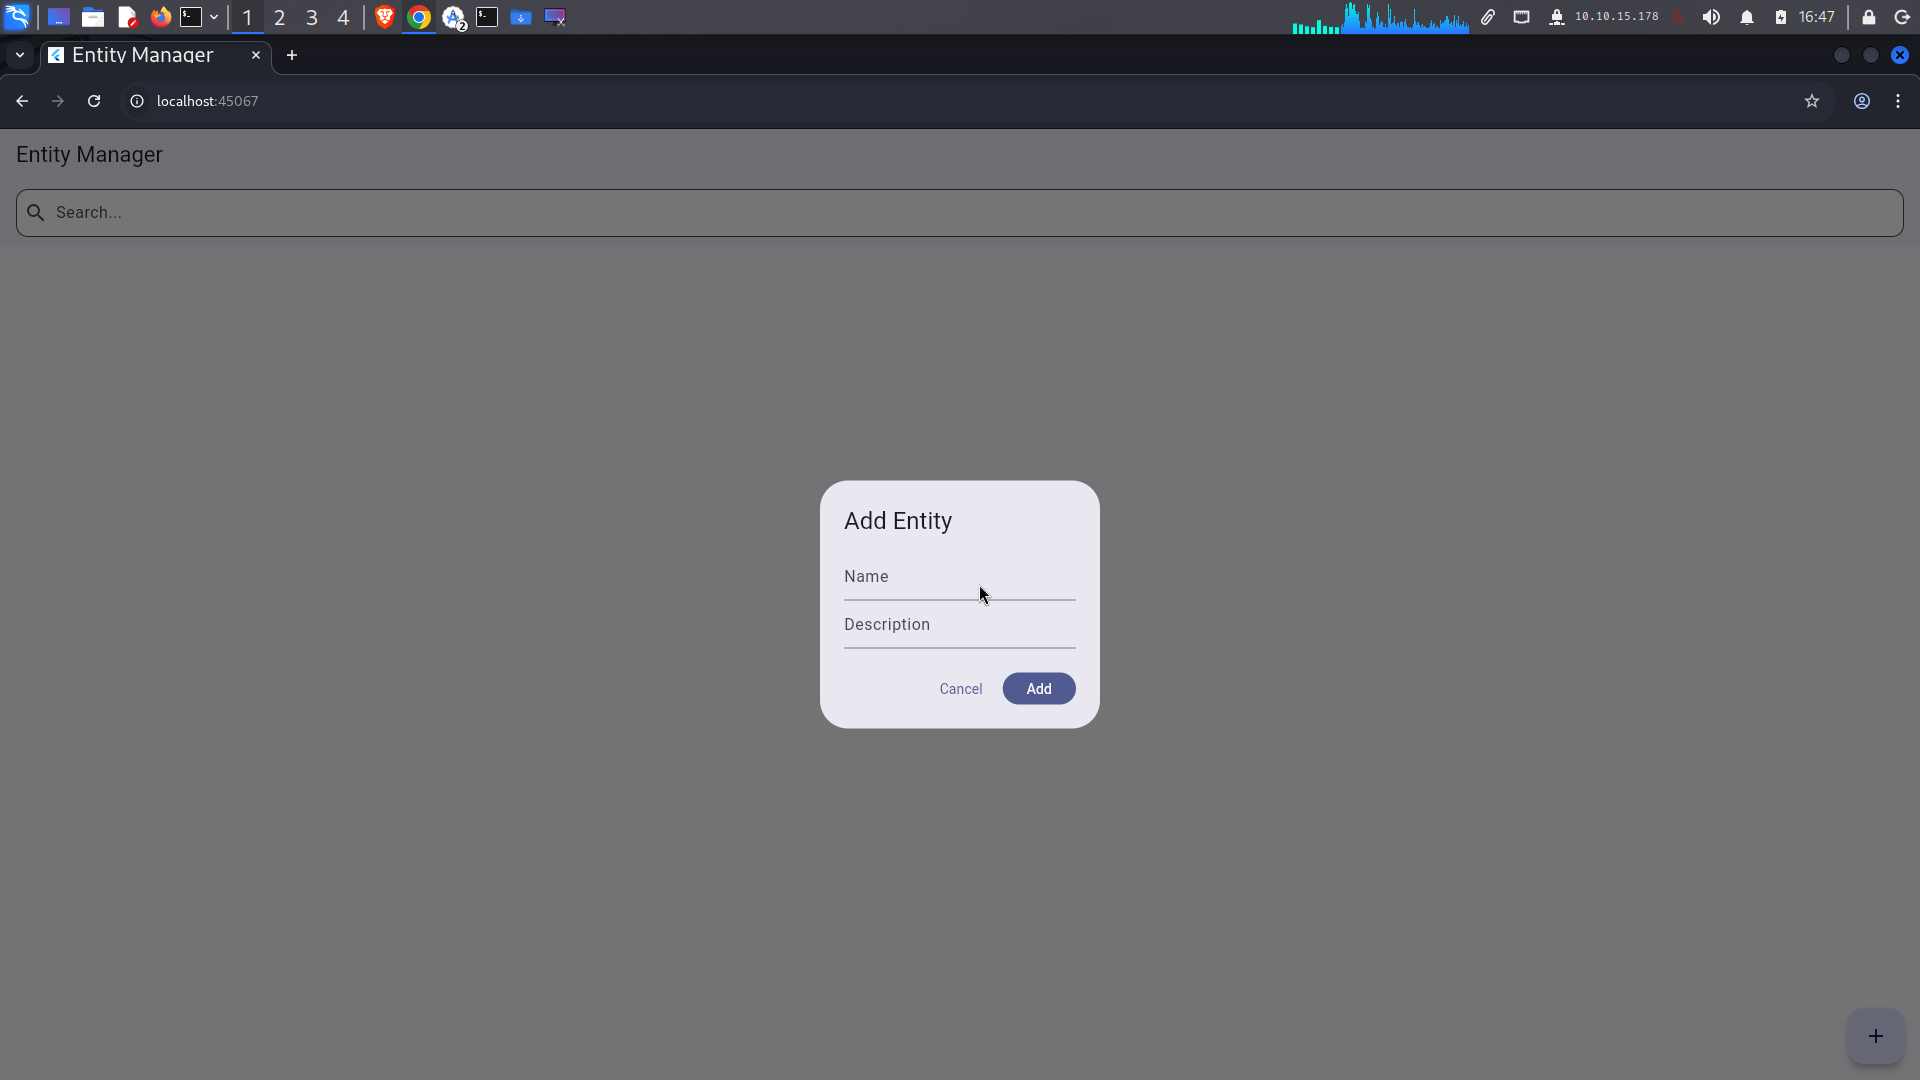 1 2 3 4 2 10.10.15.178 16:47
Entity Manager
localhost:45067
Entity Manager
Search...
Add Entity
Name
Description
Cancel Add